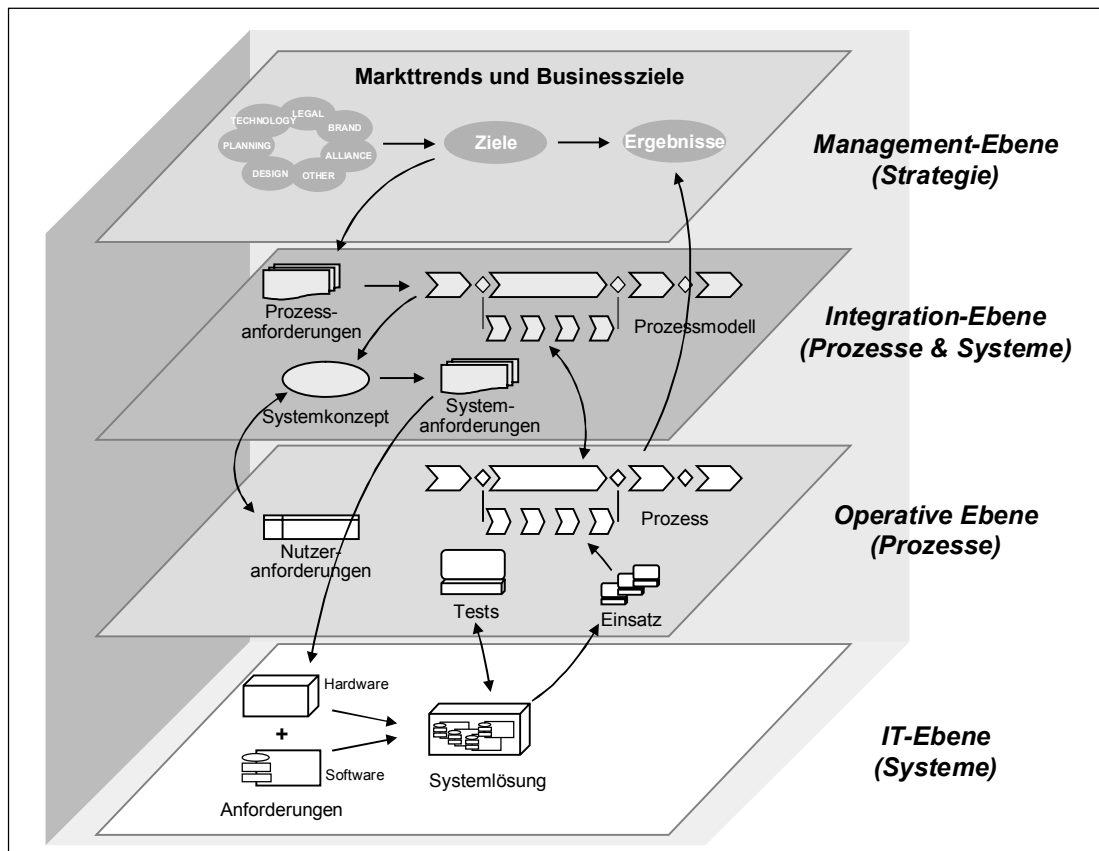 Markttrends und Businessziele
TECHNOLOGY
LEGAL
BRAND
PLANNING
ALLIANCE
DESIGN
OTHER
Ziele
Ergebnisse
Management-Ebene
(Strategie)
Prozess-
anforderungen
Prozessmodell
Integration-Ebene
(Prozesse & Systeme)
Systemkonzept
System-
anforderungen
Nutzer-
anforderungen
Prozess
Operative Ebene
(Prozesse)
Tests
Einsatz
Hardware
+
Software
Anforderungen
Systemlösung
IT-Ebene
(Systeme)